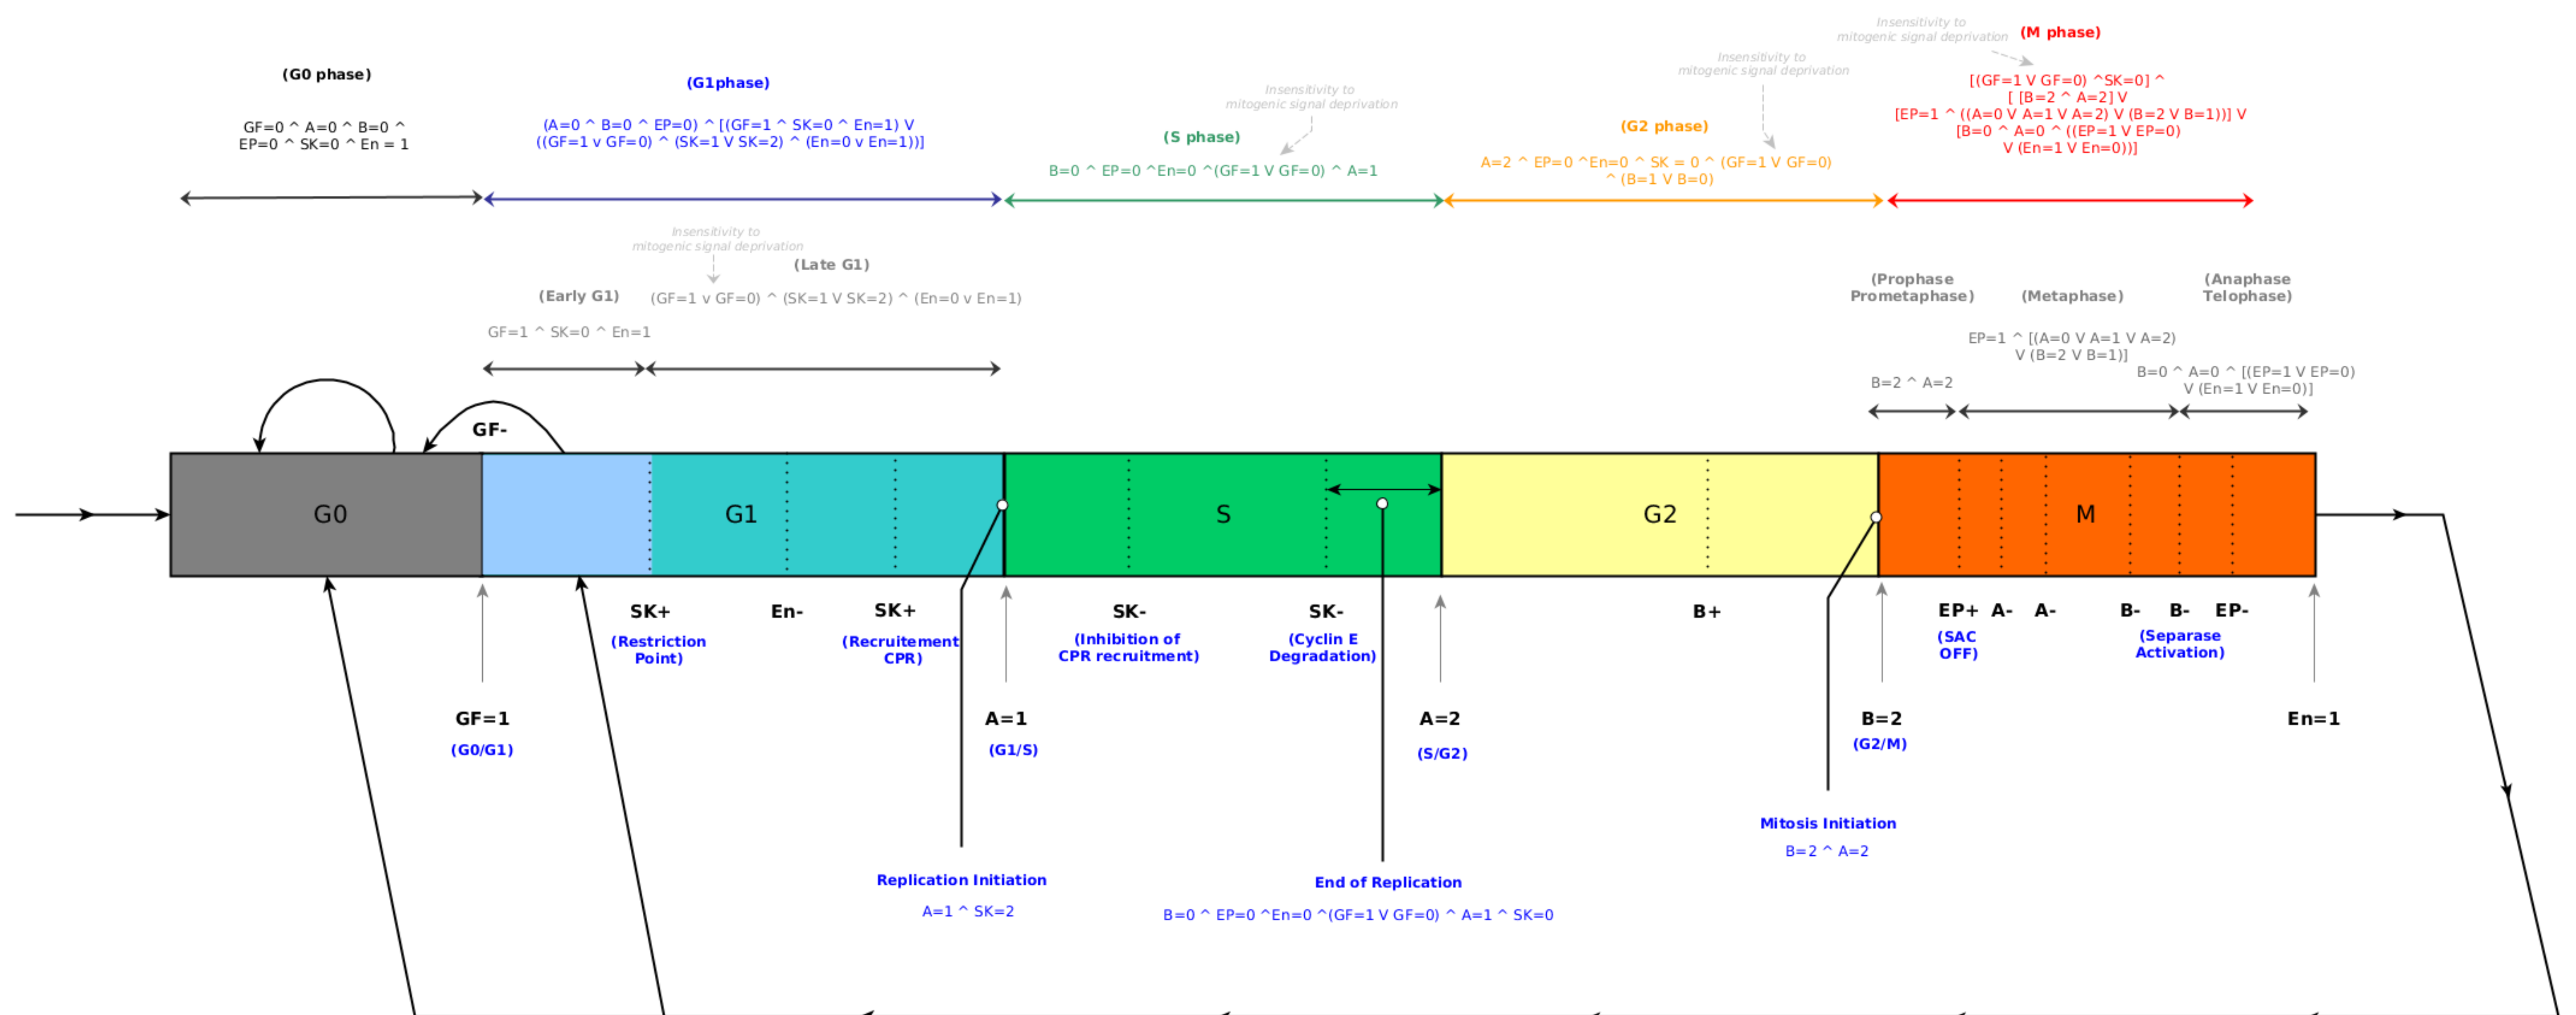 Insensitivity to
mitogenic signal deprivation
(M phase)
Insensitivity to
mitogenic signal deprivation
(G0 phase)
(G1phase)
[(GF=1 V GF=0) ^SK=0] ^
[ [B=2 ^ A=2] V
[EP=1 ^ ((A=0 V A=1 V A=2) V (B=2 V B=1))] V
[B=0 ^ A=0 ^ ((EP=1 V EP=0)
V (En=1 V En=0))]
Insensitivity to
mitogenic signal deprivation
GF=0 ^ A=0 ^ B=0 ^
EP=0 ^ SK=0 ^ En = 1
(A=0 ^ B=0 ^ EP=0) ^ [(GF=1 ^ SK=0 ^ En=1) V
((GF=1 v GF=0) ^ (SK=1 V SK=2) ^ (En=0 v En=1))]
(S phase)
B=0 ^ EP=0 ^En=0 ^(GF=1 V GF=0) ^ A=1
(G2 phase)
A=2 ^ EP=0 ^En=0 ^ SK = 0 ^ (GF=1 V GF=0)
^ (B=1 V B=0)
Insensitivity to
mitogenic signal deprivation
(Late G1)
(Early G1)
(GF=1 v GF=0) ^ (SK=1 V SK=2) ^ (En=0 v En=1)
GF=1 ^ SK=0 ^ En=1
(Prophase
Prometaphase)
(Metaphase)
(Anaphase
Telophase)
EP=1 ^ [(A=0 V A=1 V A=2)
V (B=2 V B=1)]
B=2 ^ A=2
B=0 ^ A=0 ^ [(EP=1 V EP=0)
V (En=1 V En=0)]
GF-
G0
G1
S
G2
M
SK+
(Restriction
Point)
En-
SK+
(Recruitement
CPR)
SK-
(Inhibition of
CPR recruitment)
SK-
(Cyclin E
Degradation)
B+
EP+
(SAC
OFF)
A-
A-
B-
B-
(Separase
Activation)
EP-
GF=1
(G0/G1)
A=1
(G1/S)
A=2
(S/G2)
B=2
(G2/M)
En=1
Mitosis Initiation
B=2 ^ A=2
Replication Initiation
A=1 ^ SK=2
End of Replication
B=0 ^ EP=0 ^En=0 ^(GF=1 V GF=0) ^ A=1 ^ SK=0